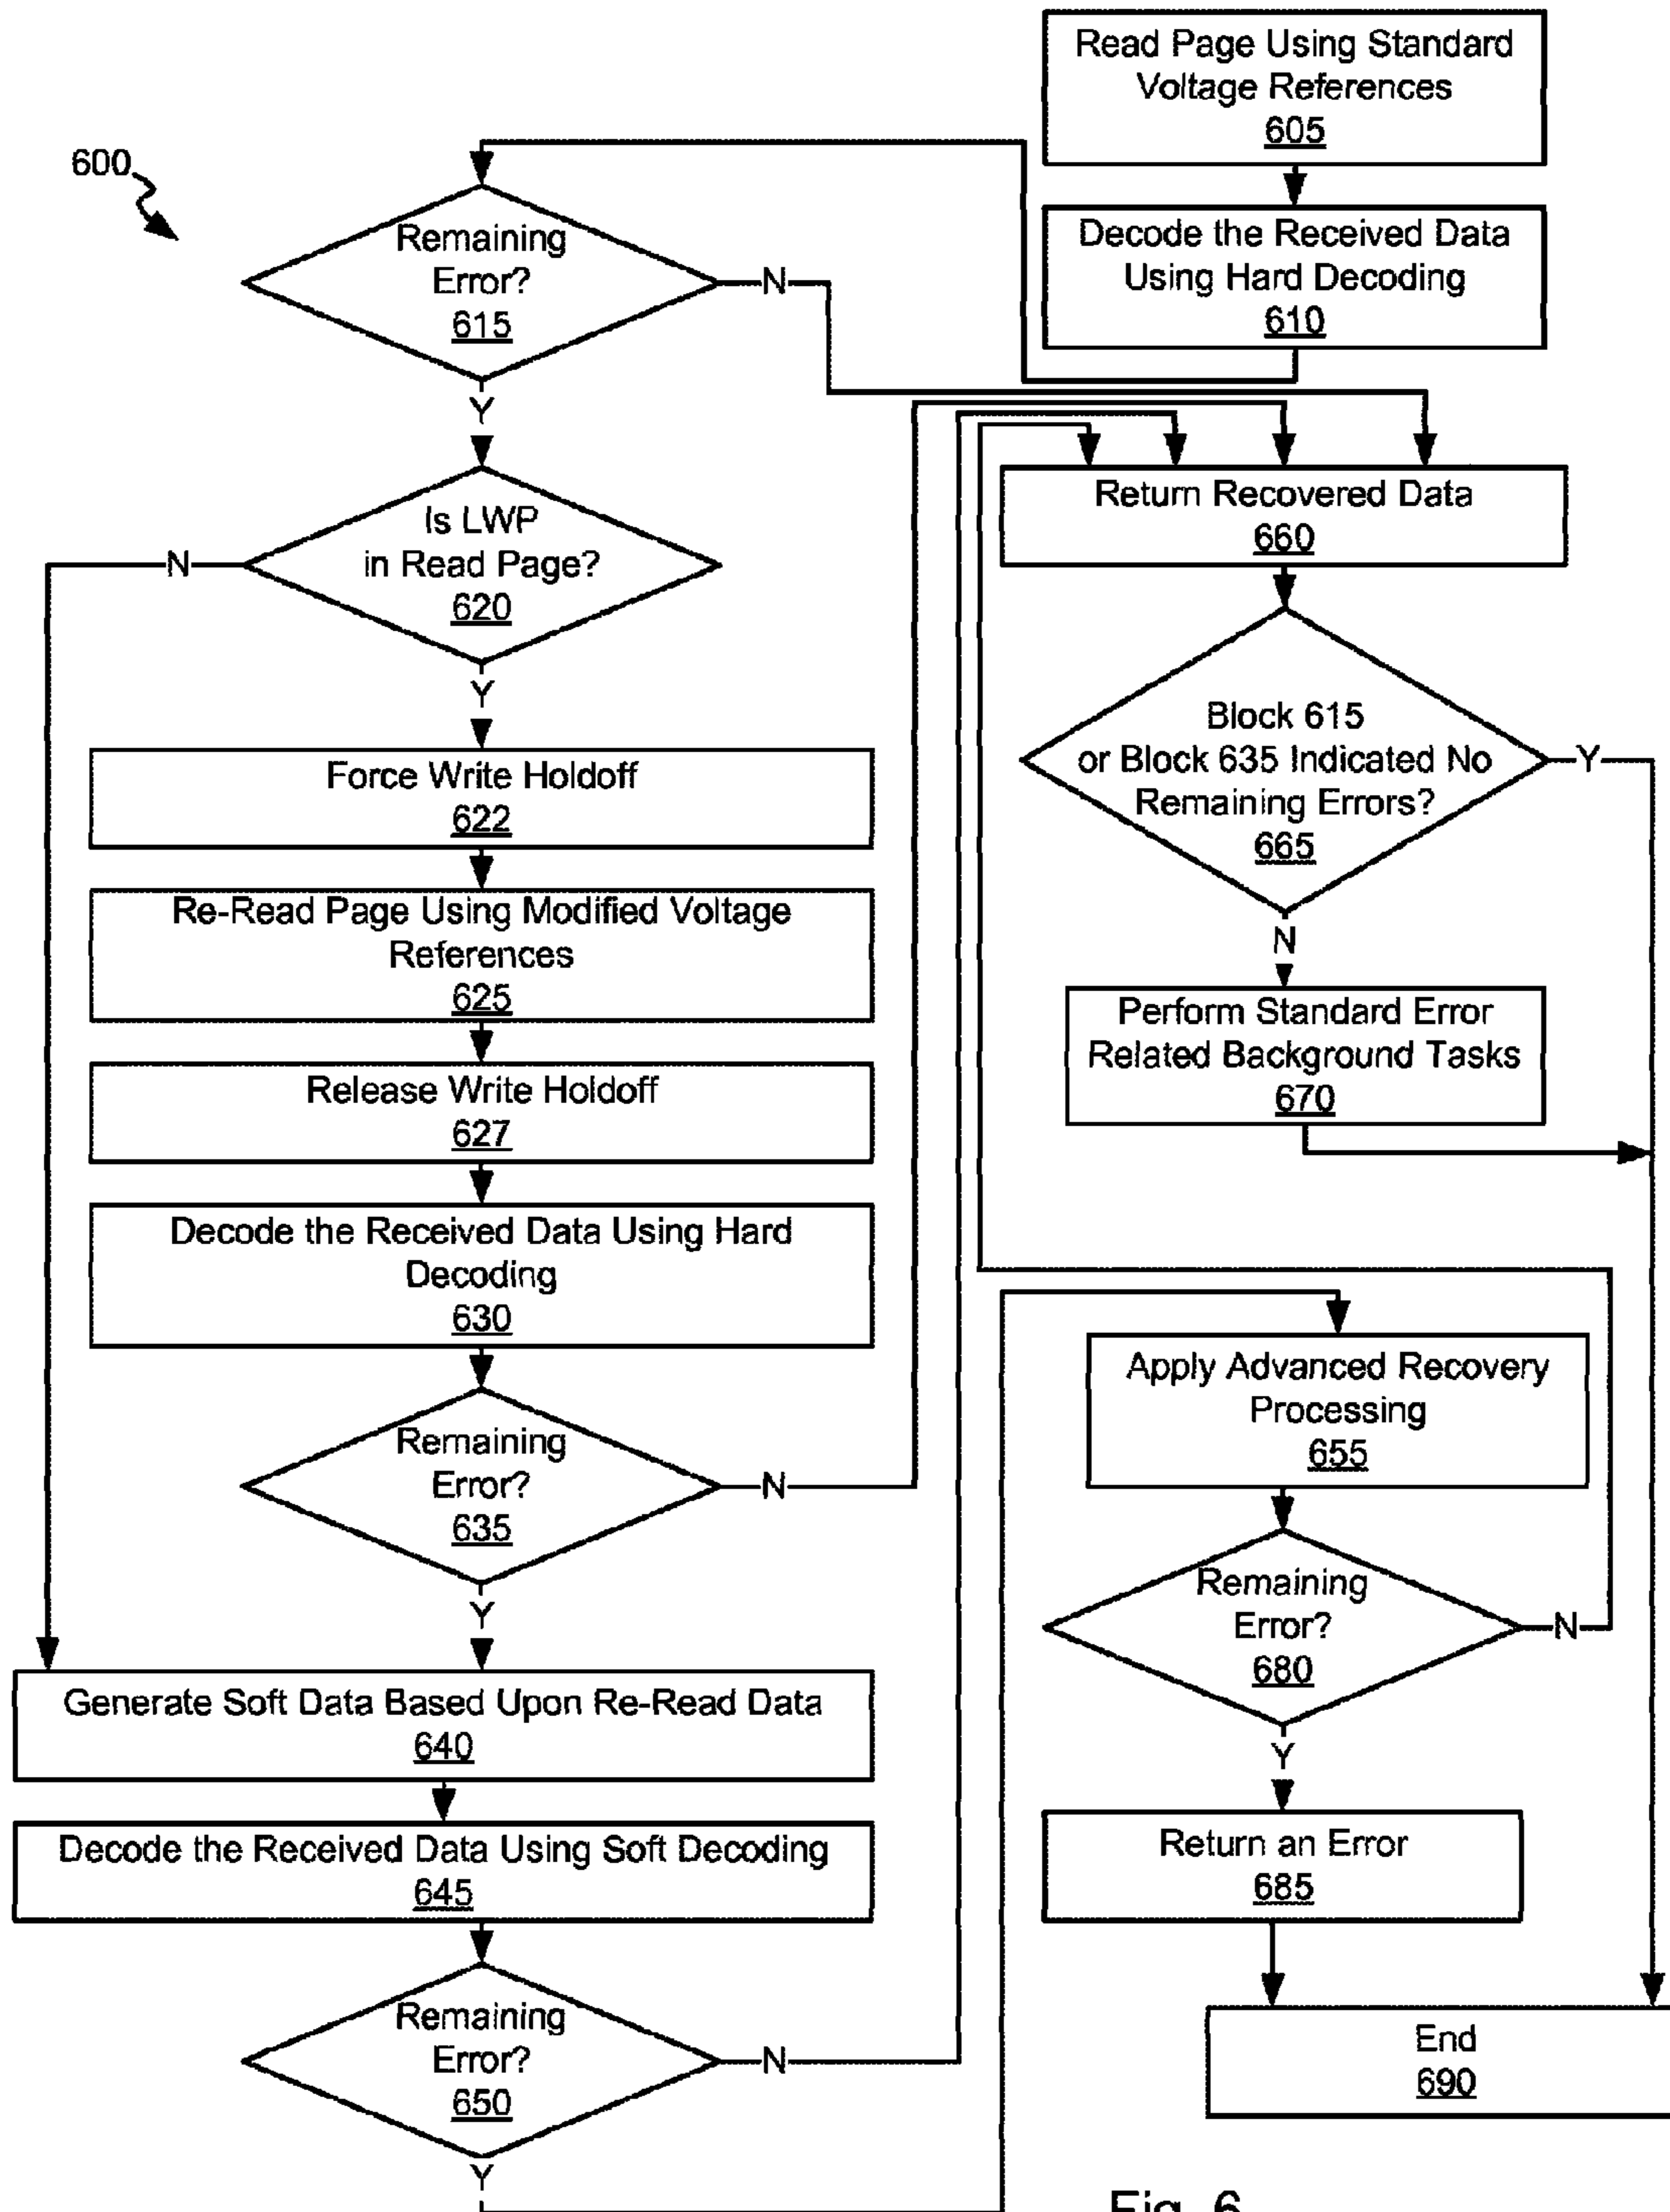 600
Read Page Using Standard
Voltage References
605
Decode the Received Data
Using Hard Decoding
610
Remaining
Error?
615
N
Y
Is LWP
in Read Page?
620
N
Y
Force Write Holdoff
622
Re-Read Page Using Modified Voltage
References
625
Release Write Holdoff
627
Decode the Received Data Using Hard
Decoding
630
Remaining
Error?
635
N
Y
Generate Soft Data Based Upon Re-Read Data
640
Decode the Received Data Using Soft Decoding
645
Remaining
Error?
650
N
Y
Return Recovered Data
660
Block 615
or Block 635 Indicated No
Remaining Errors?
665
Y
N
Perform Standard Error
Related Background Tasks
670
Apply Advanced Recovery
Processing
655
Remaining
Error?
680
N
Y
Return an Error
685
End
690
Fig. 6